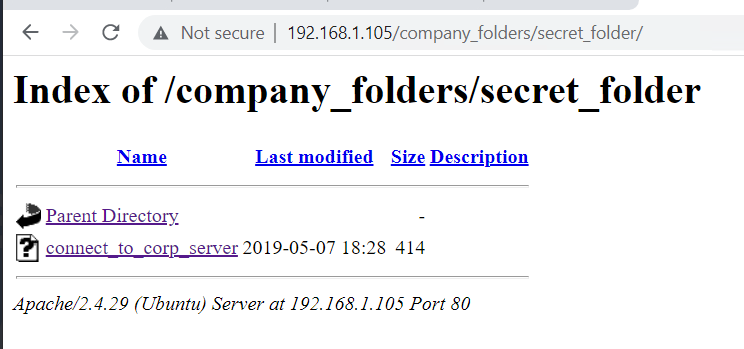 Not secure | 192.168.1.105/company_folders/secret_folder/
Index of /company_folders/secret_folder
Name Last modified Size Description
Parent Directory -
connect_to_corp_server 2019-05-07 18:28 414
Apache/2.4.29 (Ubuntu) Server at 192.168.1.105 Port 80